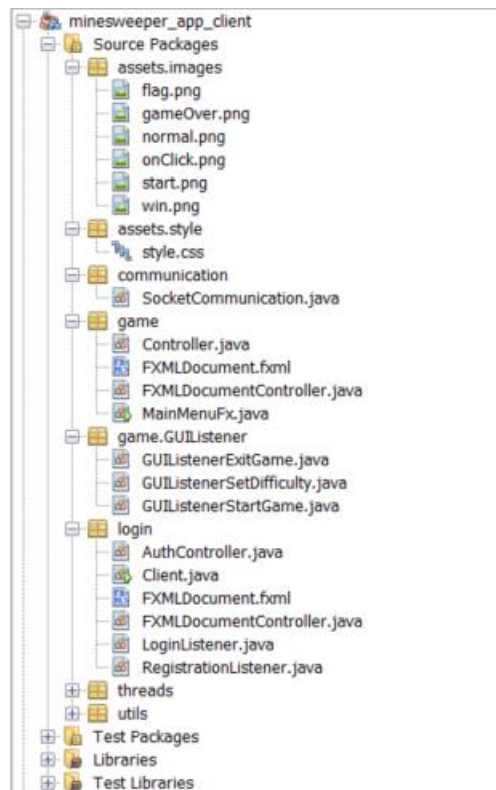 minesweeper_app_client
Source Packages
assets.images
flag.png
gameOver.png
normal.png
onClick.png
start.png
win.png
assets.style
style.css
communication
SocketCommunication.java
game
Controller.java
FXMLDocument.fxml
FXMLDocumentController.java
MainMenuFx.java
game.GUIListener
GUIListenerExitGame.java
GUIListenerSetDifficulty.java
GUIListenerStartGame.java
login
AuthController.java
Client.java
FXMLDocument.fxml
FXMLDocumentController.java
LoginListener.java
RegistrationListener.java
threads
utils
Test Packages
Libraries
Test Libraries